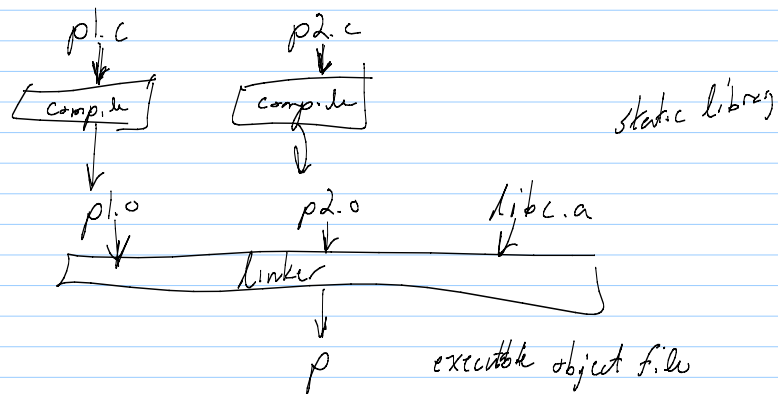 p1.c p2.c
compile compile
static library
p1.o p2.o libc.a
linker
p executable object file